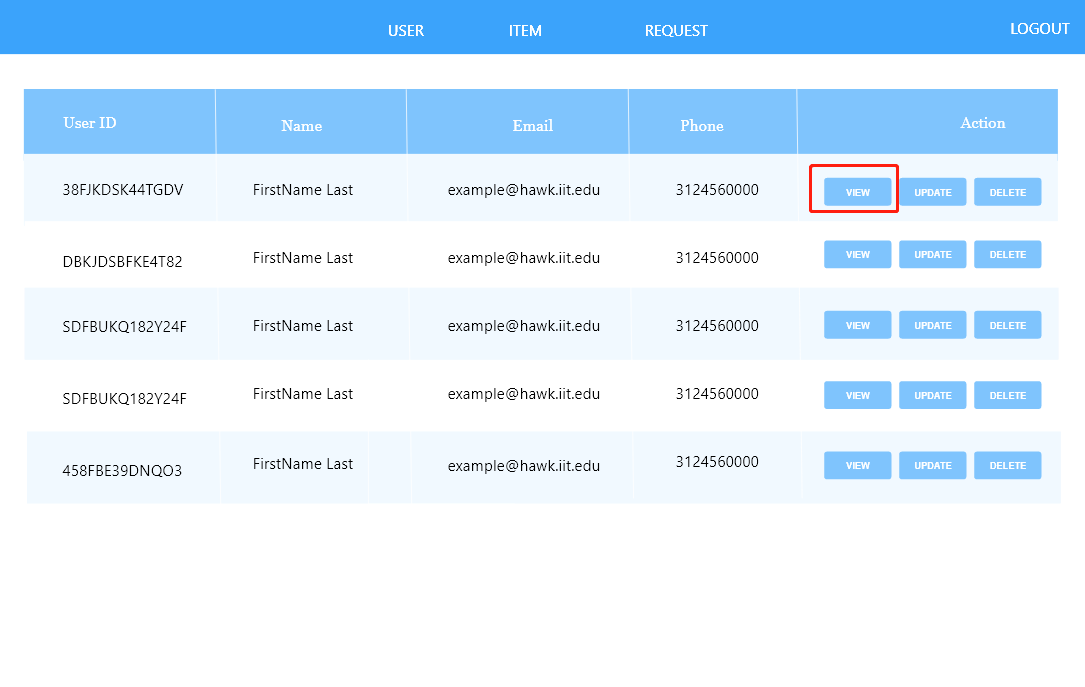 USER ITEM REQUEST LOGOUT
User ID Name Email Phone Action
38FJKDSK44TGDV FirstName Last example@hawk.iit.edu 3124560000 VIEW UPDATE DELETE
DBKJDSBFKE4T82 FirstName Last example@hawk.iit.edu 3124560000 VIEW UPDATE DELETE
SDFBUKQ182Y24F FirstName Last example@hawk.iit.edu 3124560000 VIEW UPDATE DELETE
SDFBUKQ182Y24F FirstName Last example@hawk.iit.edu 3124560000 VIEW UPDATE DELETE
458FBE39DNQO3 FirstName Last example@hawk.iit.edu 3124560000 VIEW UPDATE DELETE